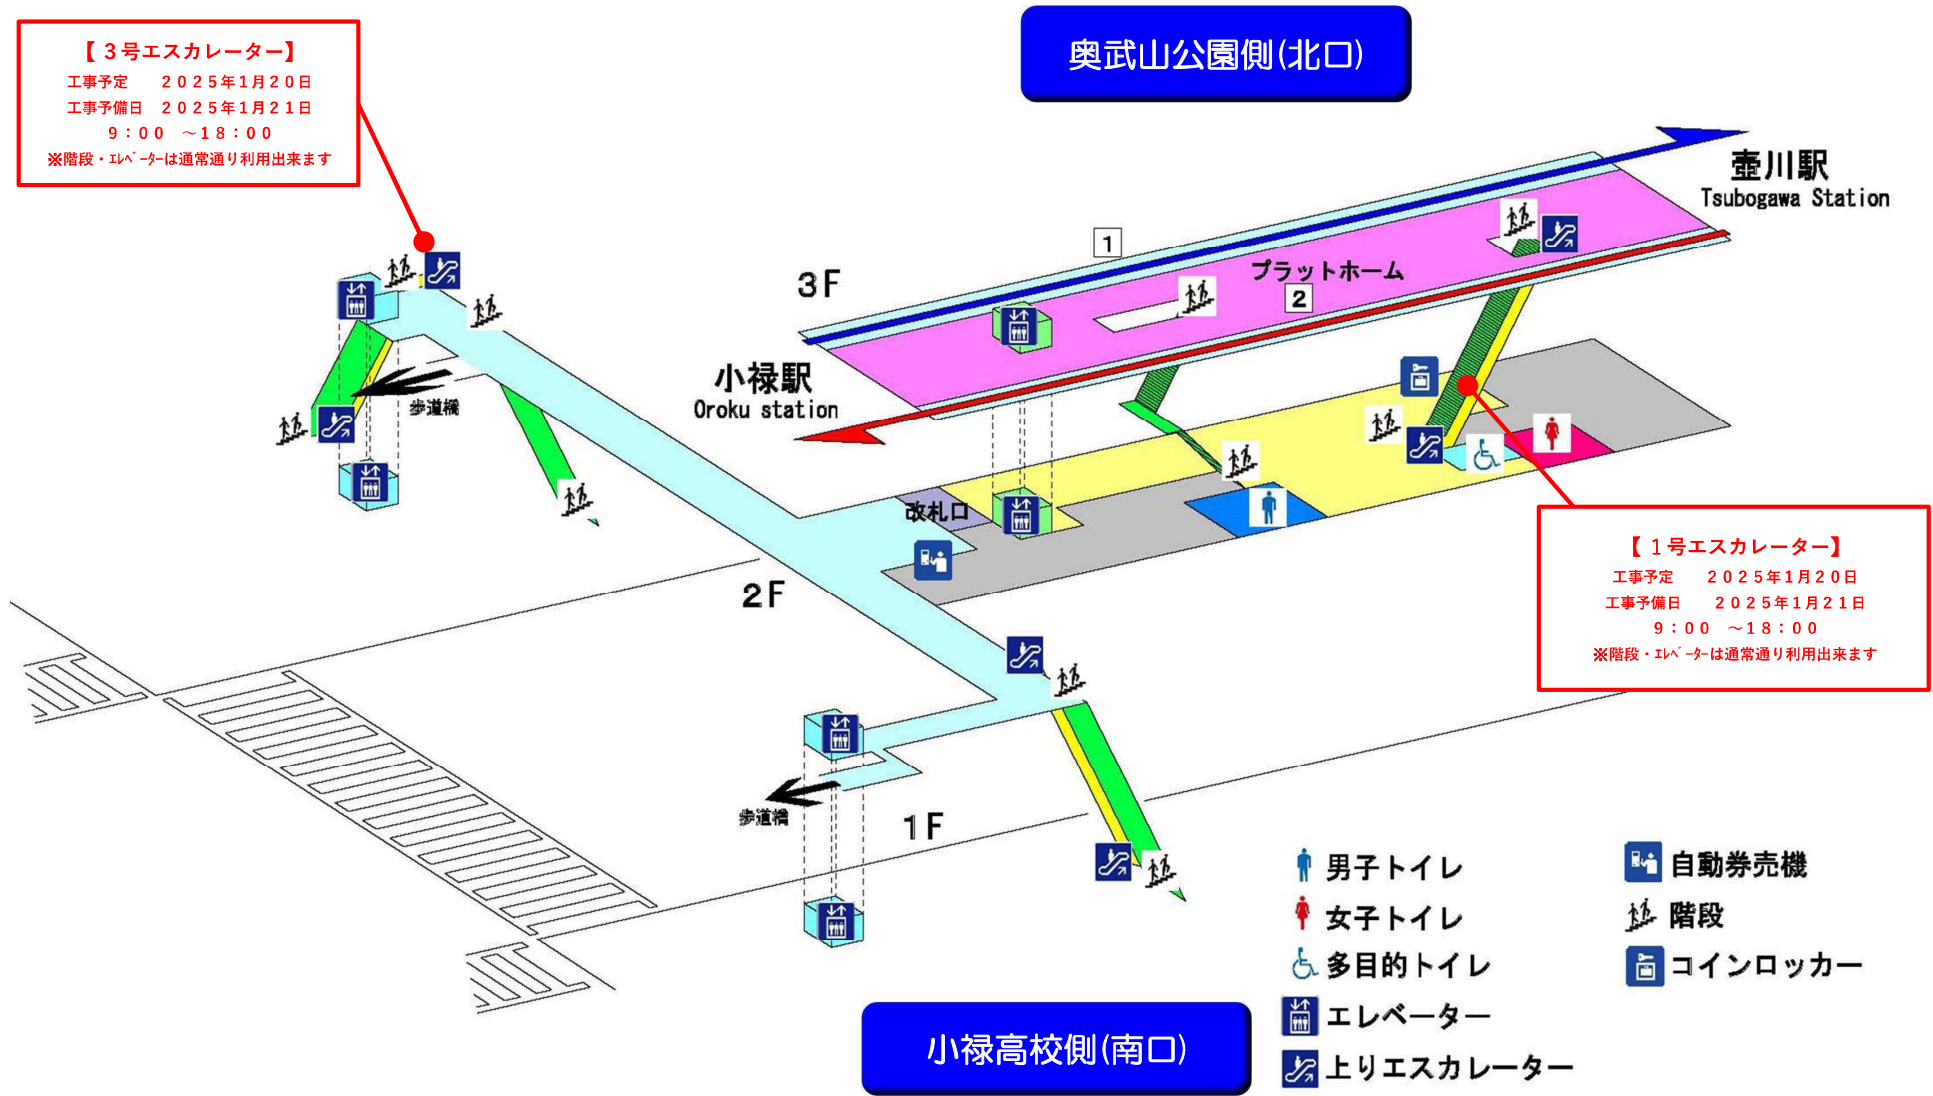 奥武山公園側(北口)
【３号エスカレーター】
工事予定　２０２５年１月２０日
工事予備日　２０２５年１月２１日
９：００　～１８：００
※階段・ｴﾚﾍﾞｰﾀｰは通常通り利用出来ます
壺川駅
Tsubogawa Station
1
3F
プラットホーム
2
小禄駅
Oroku station
歩道橋
改札口
【１号エスカレーター】
工事予定　２０２５年１月２０日
工事予備日　２０２５年１月２１日
９：００　～１８：００
※階段・ｴﾚﾍﾞｰﾀｰは通常通り利用出来ます
2F
歩道橋
1F
男子トイレ
女子トイレ
多目的トイレ
エレベーター
上りエスカレーター
自動券売機
階段
コインロッカー
小禄高校側(南口)